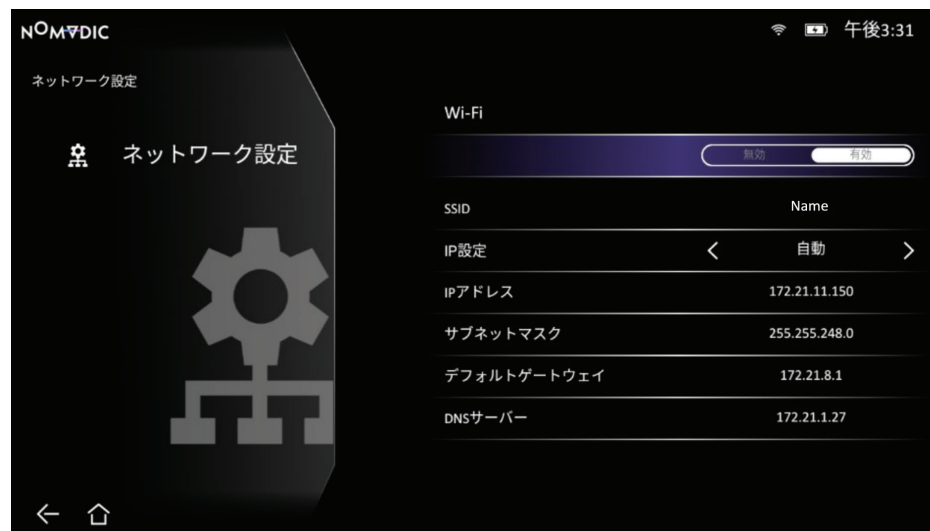 NOMADIC
午後3:31
ネットワーク設定
ネットワーク設定
Wi-Fi
無効 有効
SSID Name
IP設定 自動
IPアドレス 172.21.11.150
サブネットマスク 255.255.248.0
デフォルトゲートウェイ 172.21.8.1
DNSサーバー 172.21.1.27